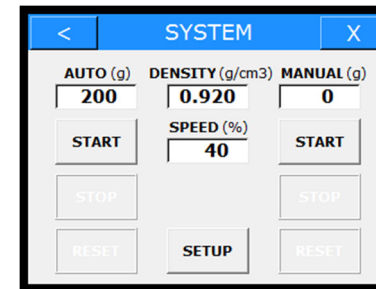 < SYSTEM X
AUTO (g) DENSITY (g/cm3) MANUAL (g)
200 0.920 0
SPEED (%)
START 40 START
STOP STOP
RESET SETUP RESET